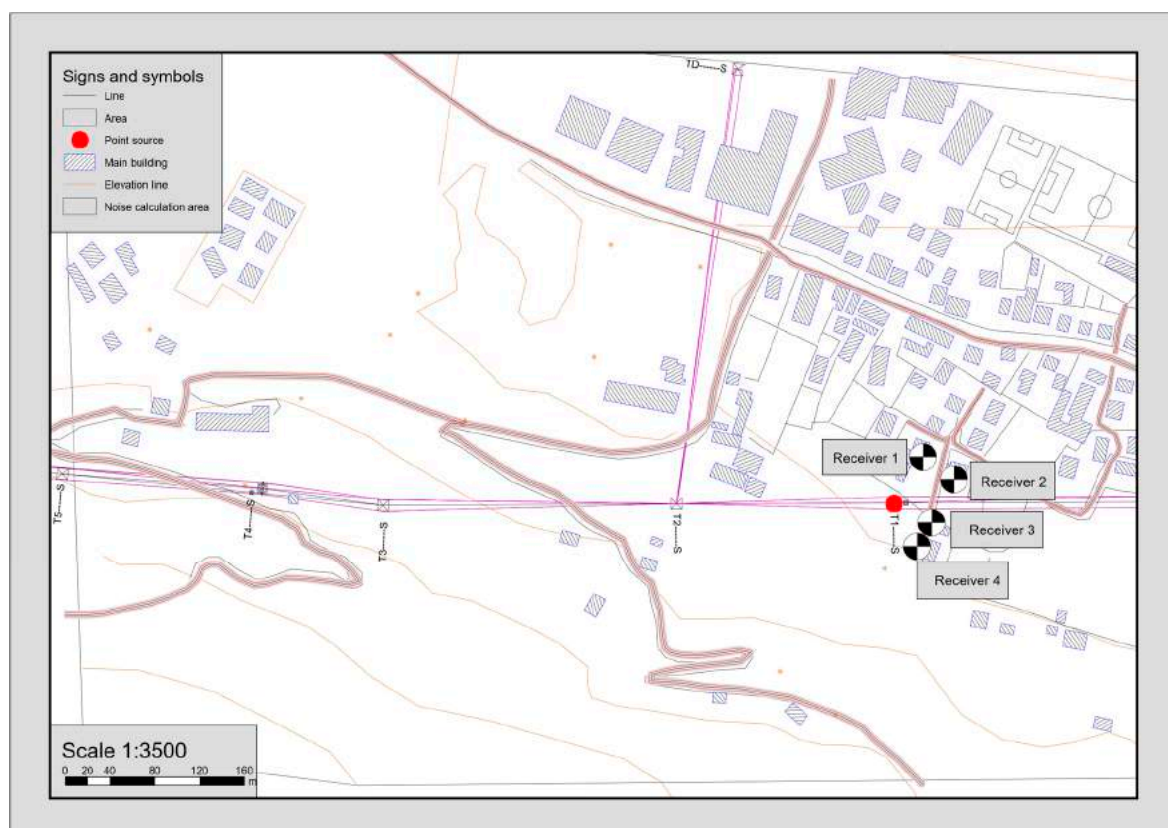 Signs and symbols
Line
Area
Point source
Main building
Elevation line
Noise calculation area
TD------S
Receiver 1
Receiver 2
T5------S
T4------S
T3------S
T2------S
T1------S
Receiver 3
Receiver 4
Scale 1:3500
0 20 40 80 120 160
m